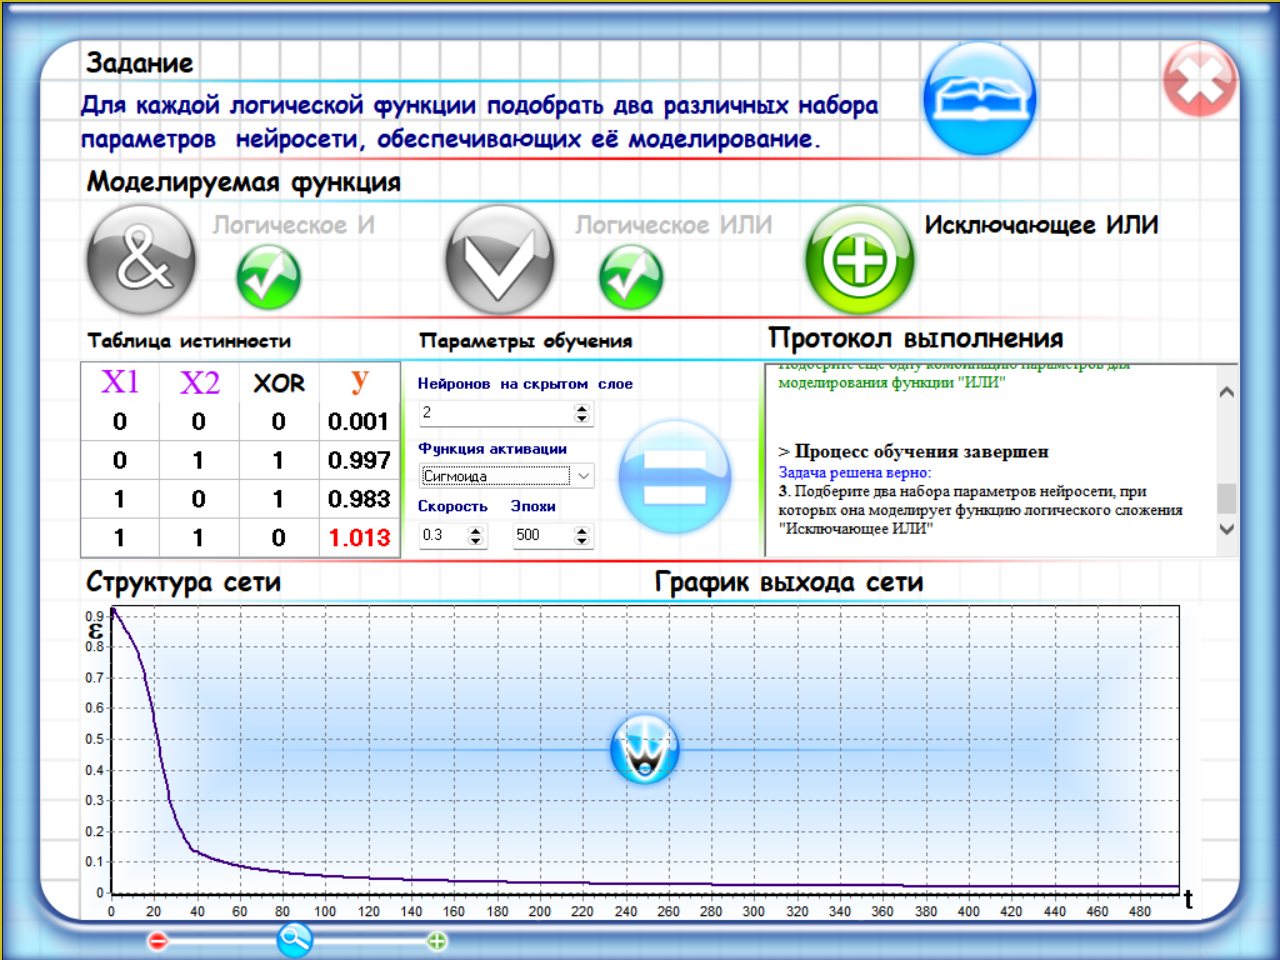 Задание
Для каждой логической функции подобрать два различных набора
параметров нейросети, обеспечивающих её моделирование.
Моделируемая функция
& Логическое И
Логическое ИЛИ
Исключающее ИЛИ
Таблица истинности
X1 X2 XOR y
0 0 0 0.001
0 1 1 0.997
1 0 1 0.983
1 1 0 1.013
Параметры обучения
Нейронов на скрытом слое
2
Функция активации
Сигмоида
Скорость Эпохи
0.3 500
Протокол выполнения
Подберите еще одну комбинацию параметров для
моделирования функции "ИЛИ"
> Процесс обучения завершен
Задача решена верно:
3. Подберите два набора параметров нейросети, при
которых она моделирует функцию логического сложения
"Исключающее ИЛИ"
Структура сети
График выхода сети
ε
0.9
0.8
0.7
0.6
0.5
0.4
0.3
0.2
0.1
0
0 20 40 60 80 100 120 140 160 180 200 220 240 260 280 300 320 340 360 380 400 420 440 460 480
t
W